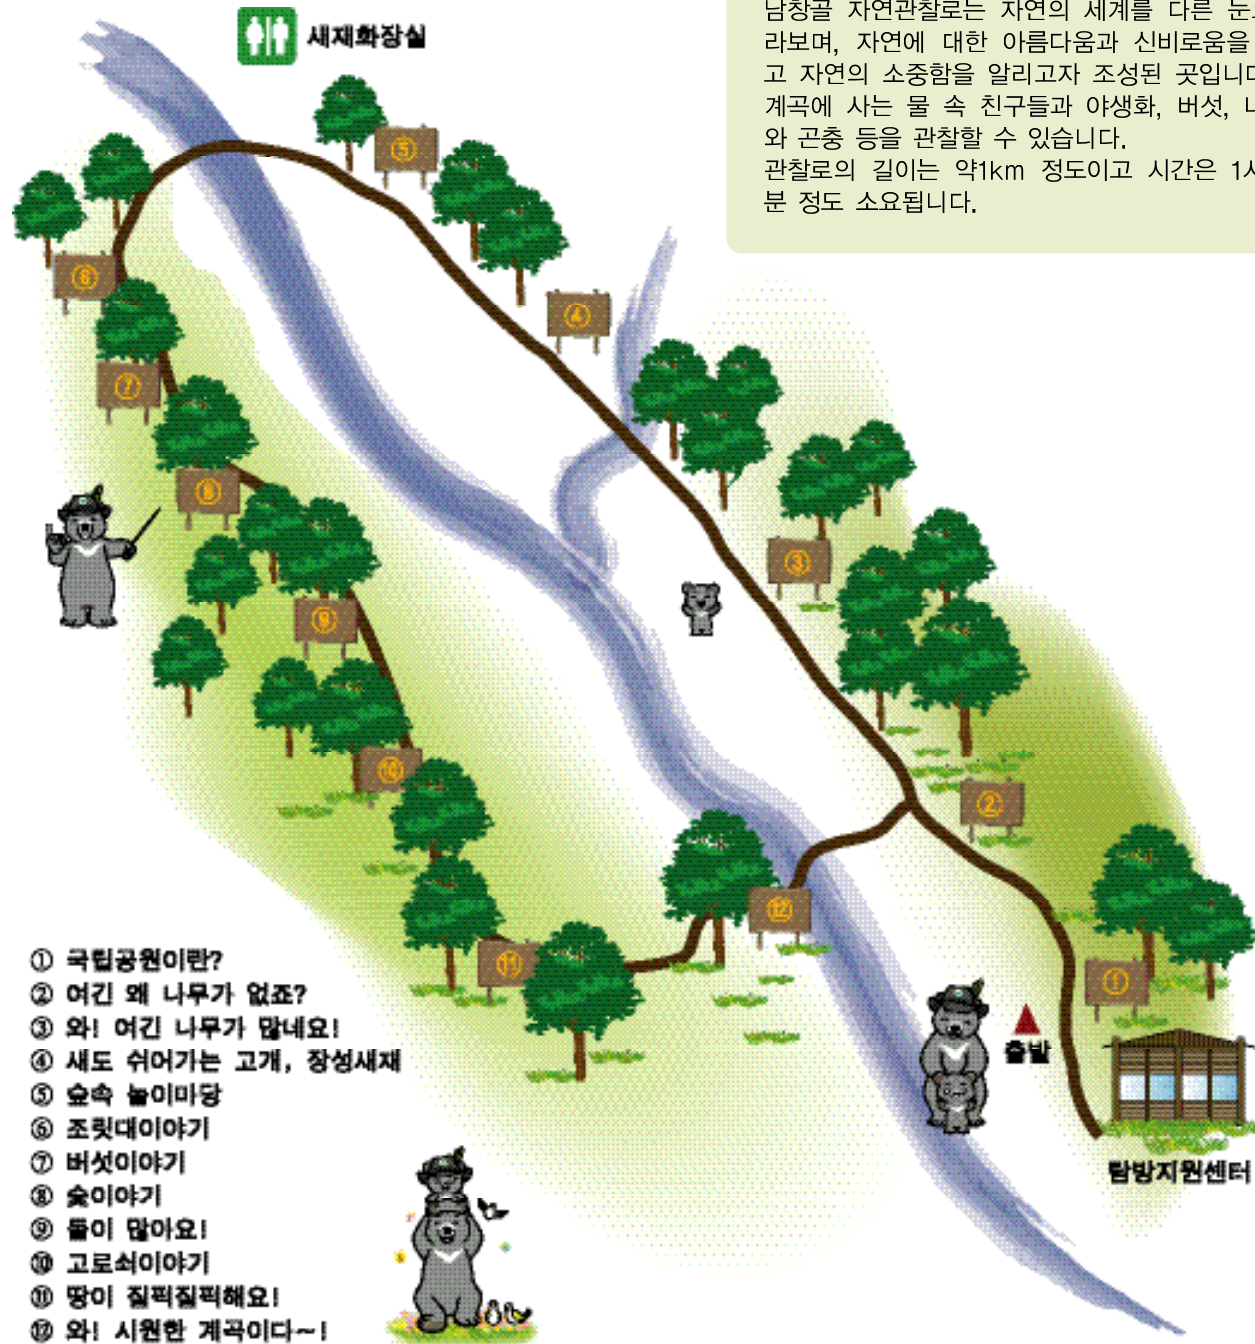 새재화장실
남창골 자연관찰로는 자연의 세계를 다른
라보며, 자연에 대한 아름다움과 신비로움을
고 자연의 소중함을 알리고자 조성된 곳입니다
계곡에 사는 물 속 친구들과 야생화, 버섯,
와 곤충 등을 관찰할 수 있습니다.
관찰로의 길이는 약1km 정도이고 시간은
분 정도 소요됩니다.
⑤
⑥
④
⑦
⑧
③
⑨
⑩
②
⑫
⑪
①
출발
탐방지원센터
① 국립공원이란?
② 여긴 왜 나무가 없죠?
③ 와! 여긴 나무가 많네요!
④ 새도 쉬어가는 고개, 장성새재
⑤ 숲속 놀이마당
⑥ 조릿대이야기
⑦ 버섯이야기
⑧ 숯이야기
⑨ 돌이 많아요!
⑩ 고로쇠이야기
⑪ 땅이 질퍽질퍽해요!
⑫ 와! 시원한 계곡이다~!